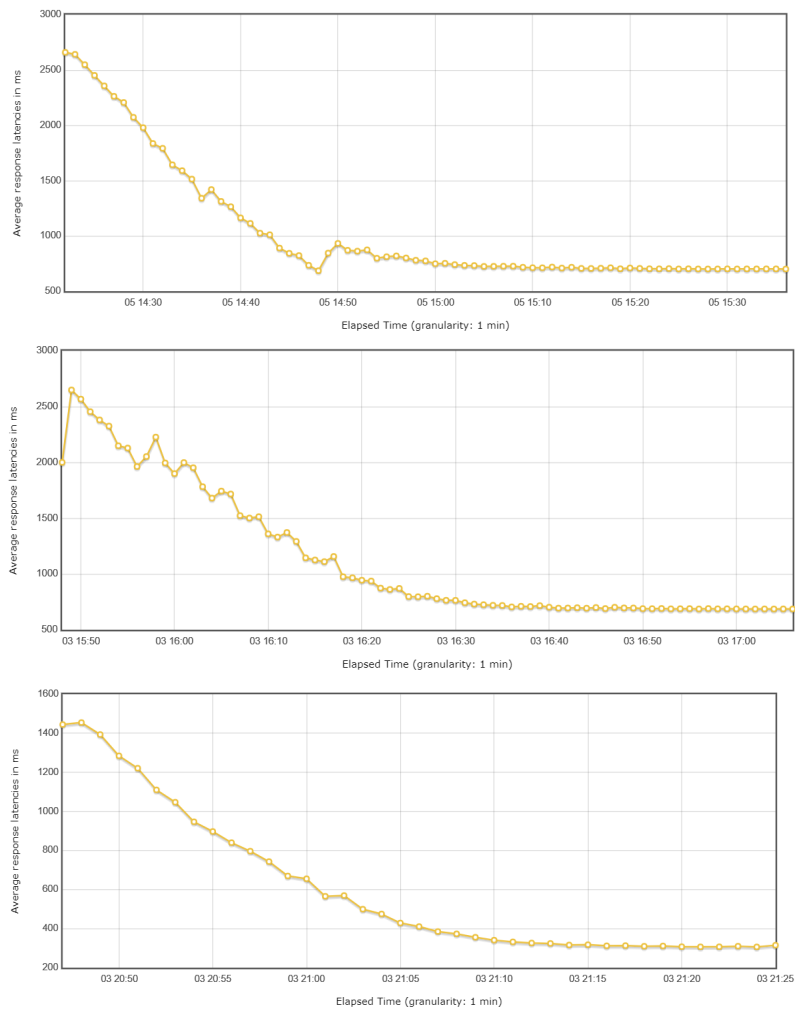 3000
2500
2000
1500
1000
500
Average response latencies in ms
05 14:30 05 14:40 05 14:50 05 15:00 05 15:10 05 15:20 05 15:30
Elapsed Time (granularity: 1 min)
3000
2500
2000
1500
1000
500
Average response latencies in ms
03 15:50 03 16:00 03 16:10 03 16:20 03 16:30 03 16:40 03 16:50 03 17:00
Elapsed Time (granularity: 1 min)
1600
1400
1200
1000
800
600
400
200
Average response latencies in ms
03 20:50 03 20:55 03 21:00 03 21:05 03 21:10 03 21:15 03 21:20 03 21:25
Elapsed Time (granularity: 1 min)